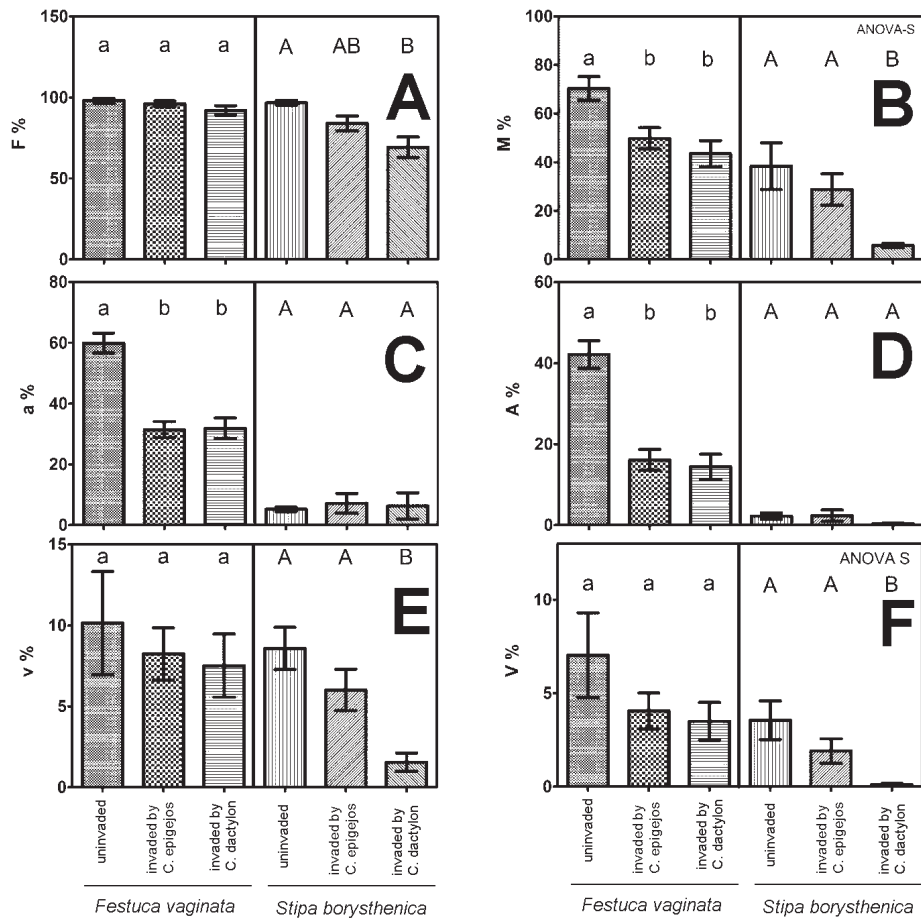 150
100
50
0
F %
a a a A AB B
A
100
80
60
40
20
0
M %
ANOVA-S
a b b A A B
B
80
60
40
20
0
a %
a b b A A A
C
60
40
20
0
A %
a b b A A A
D
15
10
5
0
v %
a a a A A B
E
10
5
0
V %
ANOVA S
a a a A A B
F
uninvaded
invaded by
C. epigejos
invaded by
C. dactylon
uninvaded
invaded by
C. epigejos
invaded by
C. dactylon
Festuca vaginata
Stipa borysthenica
uninvaded
invaded by
C. epigejos
invaded by
C. dactylon
uninvaded
invaded by
C. epigejos
invaded by
C. dactylon
Festuca vaginata
Stipa borysthenica